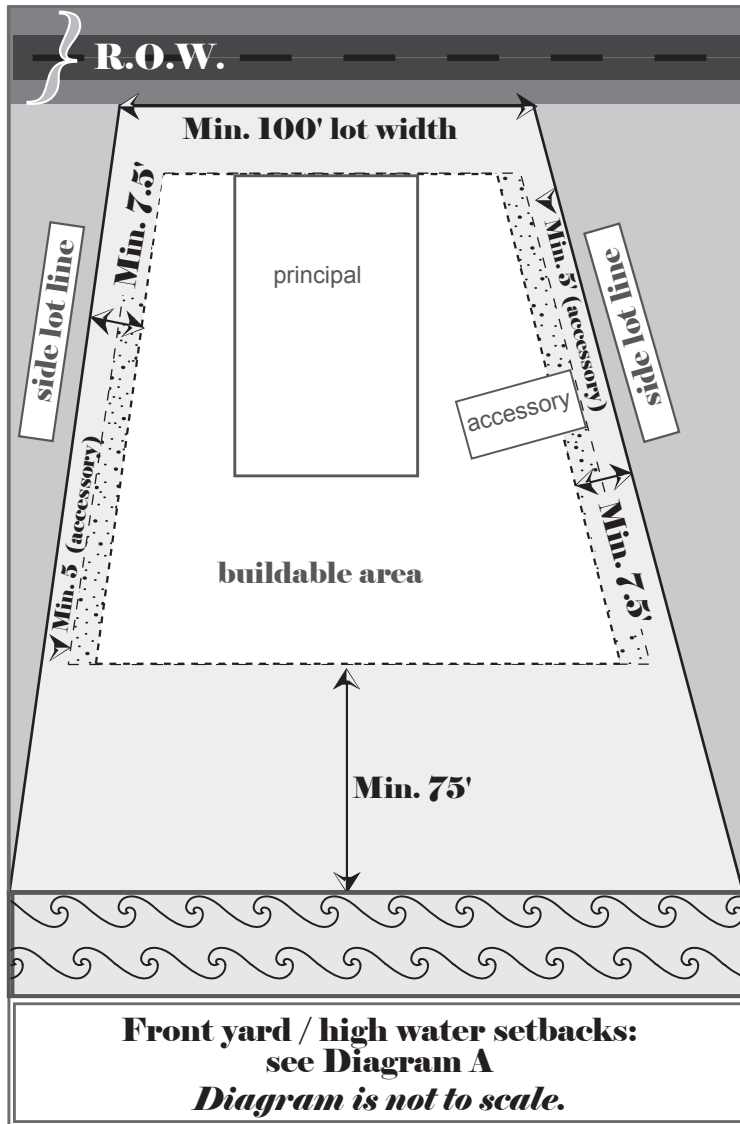 R.O.W.
Min. 100' lot width
Min. 7.5'
side lot line
principal
Min. 5' (accessory)
side lot line
accessory
Min. 5 (accessory)
Min. 7.5'
buildable area
Min. 75'
Front yard / high water setbacks:
see Diagram A
Diagram is not to scale.